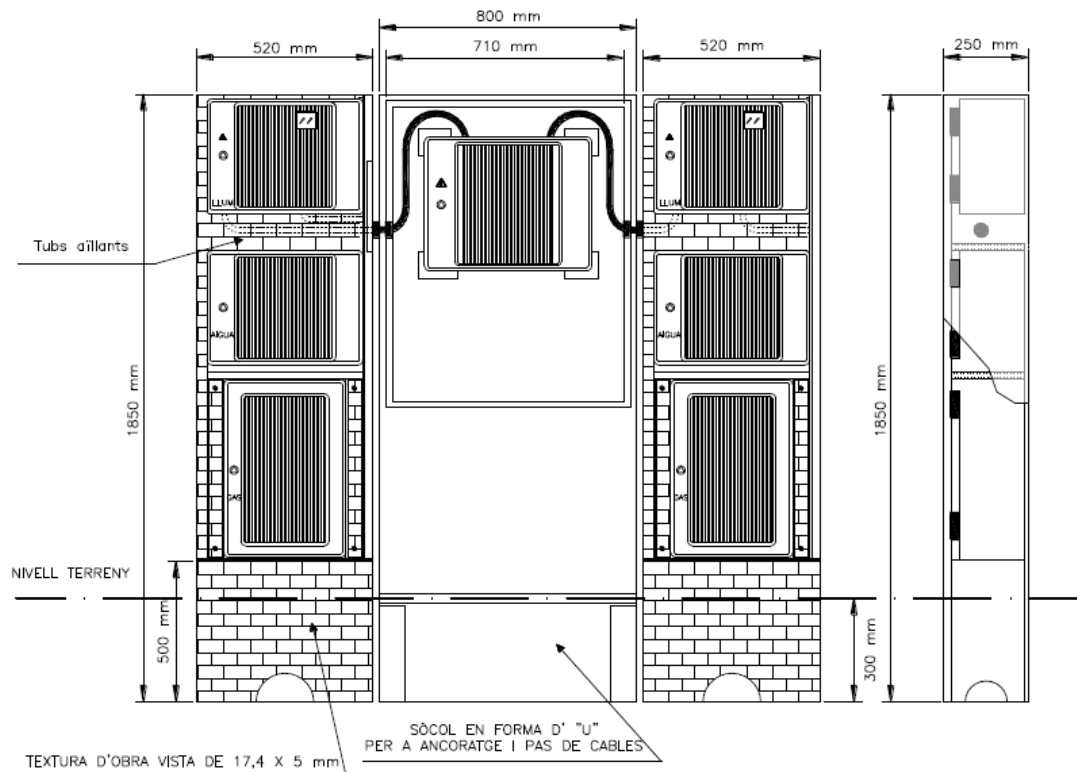 800 mm
520 mm
710 mm
520 mm
250 mm
LLUM
LLUM
Tubs aïllants
AIGUA
AIGUA
1850 mm
1850 mm
GAS
GAS
NIVELL TERRENY
500 mm
300 mm
SÒCOL EN FORMA D' "U"
PER A ANCORATGE I PAS DE CABLES
TEXTURA D'OBRA VISTA DE 17,4 X 5 mm